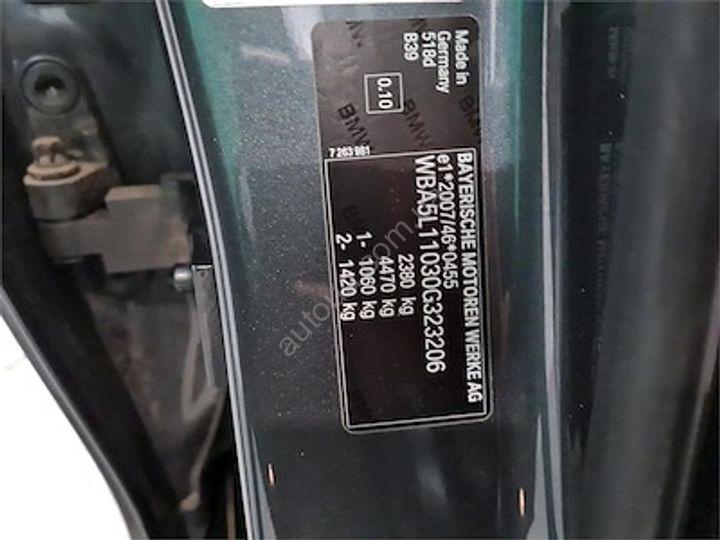 Made in
Germany
518d
B39
0.10
BMW
7 263 981
BAYERISCHE MOTOREN WERKE AG
e1*2007/46*0455
WBA5L11030G323206
2380 kg
4470 kg
1- 1060 kg
2- 1420 kg